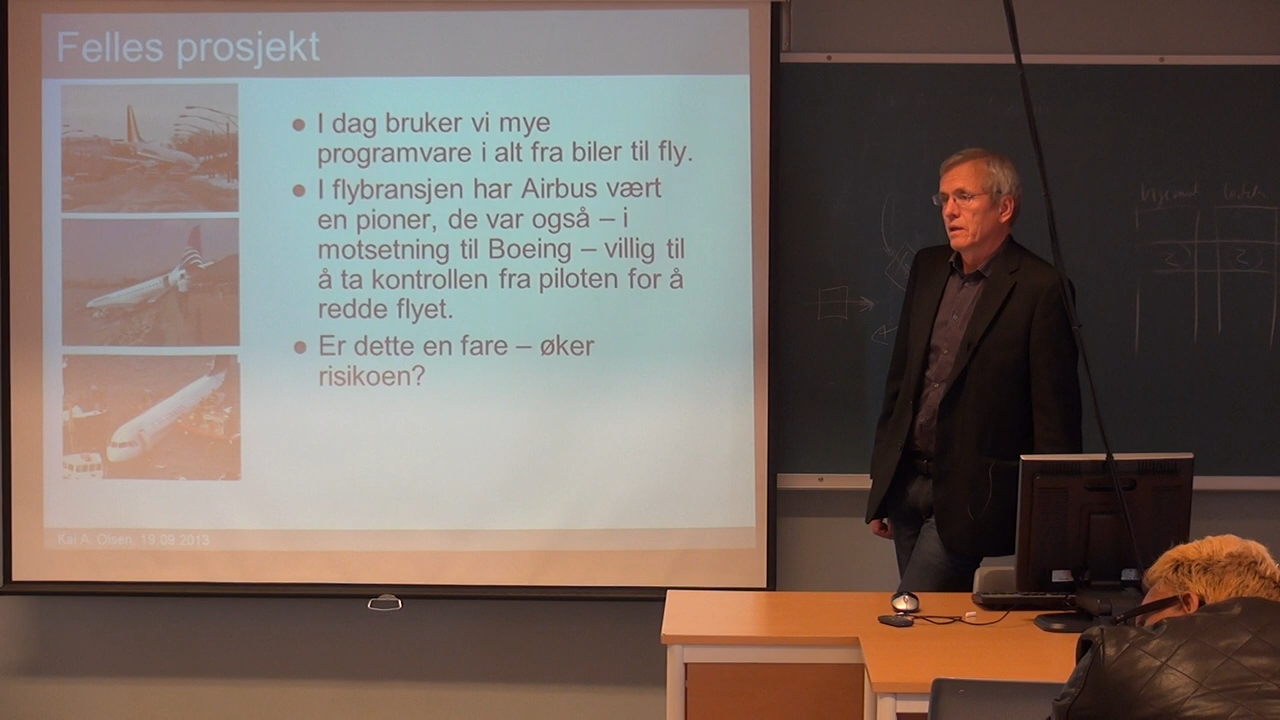 Felles prosjekt
● I dag bruker vi mye
programvare i alt fra biler til fly.
● I flybransjen har Airbus vært
en pioner, de var også – i
motsetning til Boeing – villig til
å ta kontrollen fra piloten for å
redde flyet.
● Er dette en fare – øker
risikoen?
Kai A. Olsen, 19.09.2013